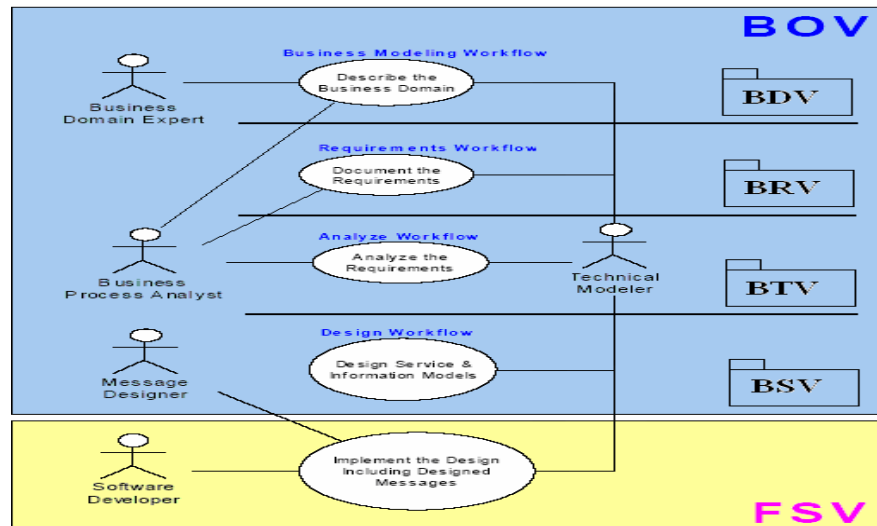 BOV
Business Modeling Workflow
Describe the
Business Domain
Business
Domain Expert
BDV
Requirements Workflow
Document the
Requirements
BRV
Analyze Workflow
Analyze the
Requirements
Business
Process Analyst
Technical
Modeler
BTV
Design Workflow
Design Service &
Information Models
Message
Designer
BSV
Implement the Design
Including Designed
Messages
Software
Developer
FSV